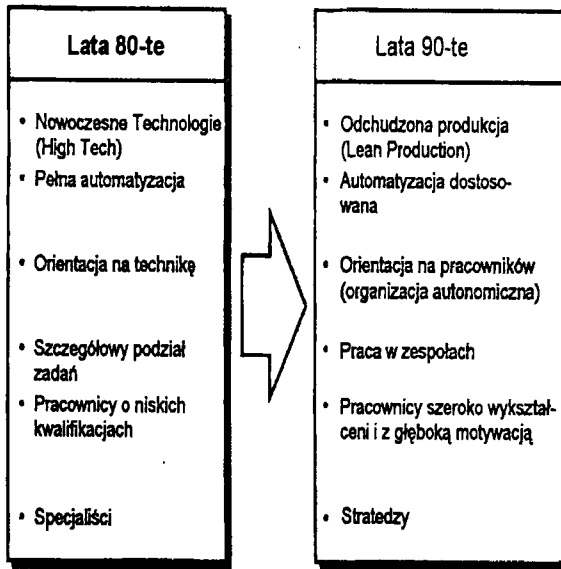 Lata 80-te
• Nowoczesne Technologie
(High Tech)
• Pełna automatyzacja
• Orientacja na technikę
• Szczegółowy podział
zadań
• Pracownicy o niskich
kwalifikacjach
• Specjaliści
Lata 90-te
• Odchudzona produkcja
(Lean Production)
• Automatyzacja dostoso-
wana
• Orientacja na pracowników
(organizacja autonomiczna)
• Praca w zespołach
• Pracownicy szeroko wykształ-
ceni i z głęboką motywacją
• Stratedzy